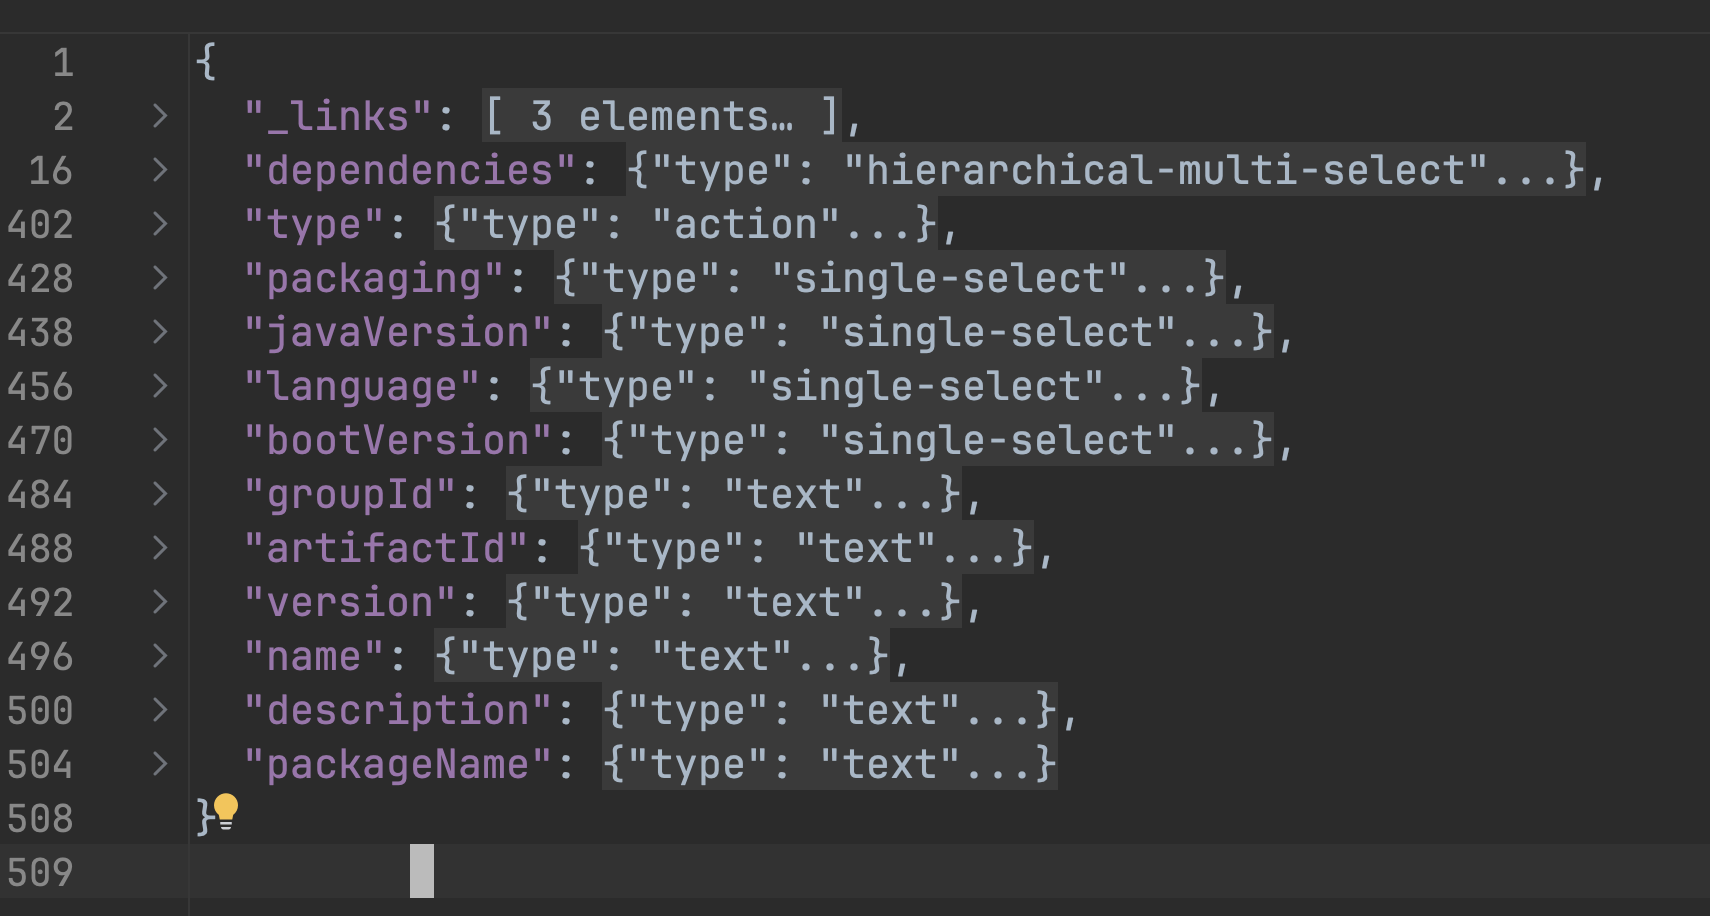 1 {
2 "_links": [ 3 elements… ],
16 "dependencies": {"type": "hierarchical-multi-select"...},
402 "type": {"type": "action"...},
428 "packaging": {"type": "single-select"...},
438 "javaVersion": {"type": "single-select"...},
456 "language": {"type": "single-select"...},
470 "bootVersion": {"type": "single-select"...},
484 "groupId": {"type": "text"...},
488 "artifactId": {"type": "text"...},
492 "version": {"type": "text"...},
496 "name": {"type": "text"...},
500 "description": {"type": "text"...},
504 "packageName": {"type": "text"...}
508 }
509